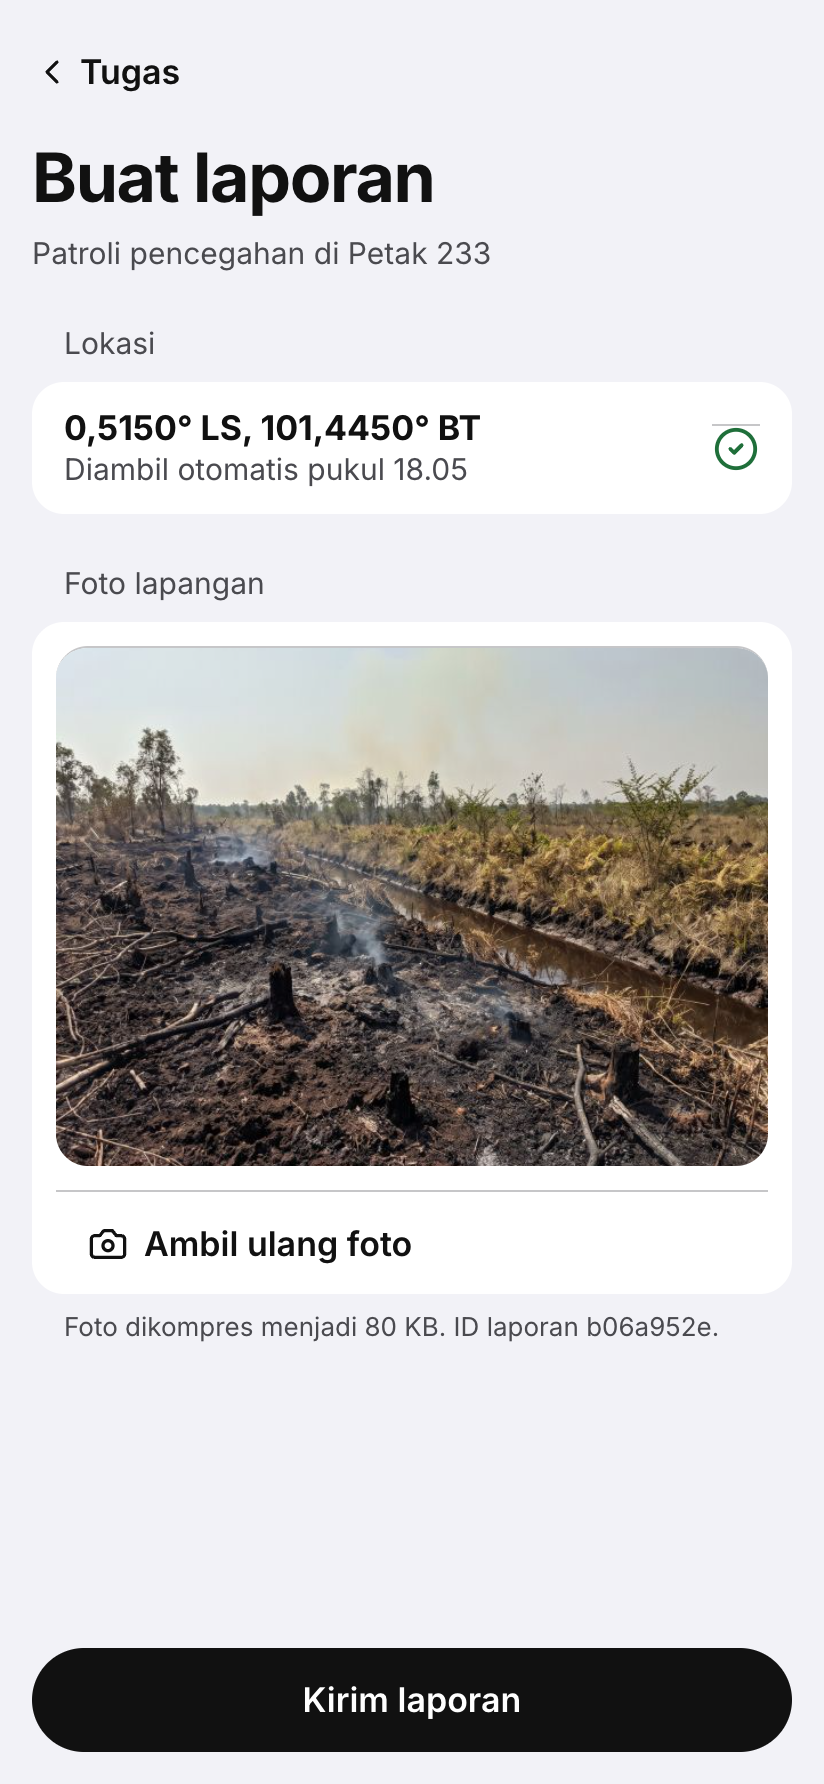 Tugas
Buat laporan
Patroli pencegahan di Petak 233
Lokasi
0,5150° LS, 101,4450° BT
Diambil otomatis pukul 18.05
Foto lapangan
Ambil ulang foto
Foto dikompres menjadi 80 KB. ID laporan b06a952e.
Kirim laporan